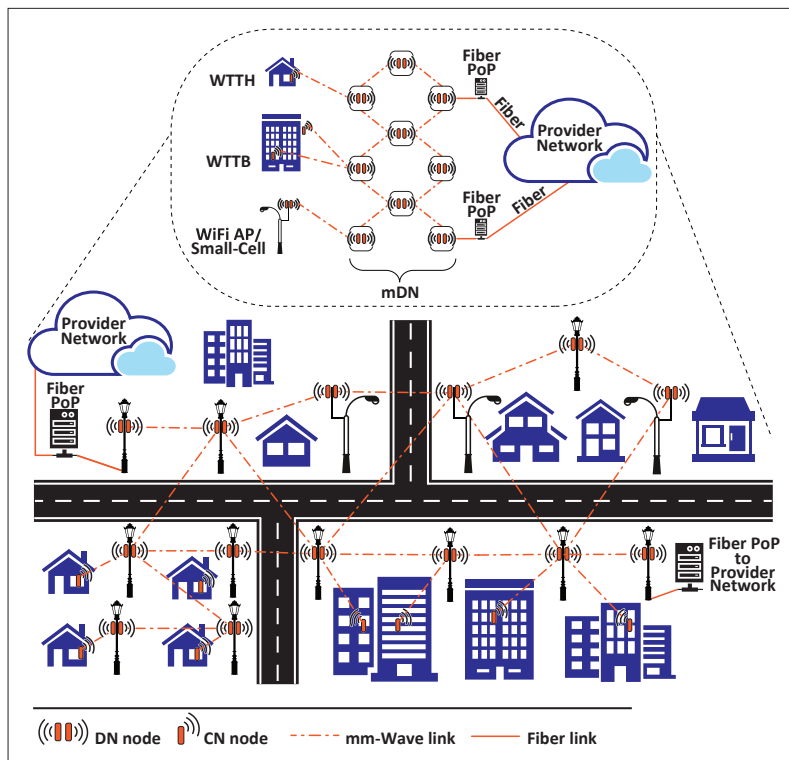 WTTH
Fiber
PoP
Fiber
Provider
Network
WTTB
Fiber
PoP
Fiber
WiFi AP/
Small-Cell
mDN
Provider
Network
Fiber
PoP
Fiber PoP
to
Provider
Network
DN node
CN node
mm-Wave link
Fiber link